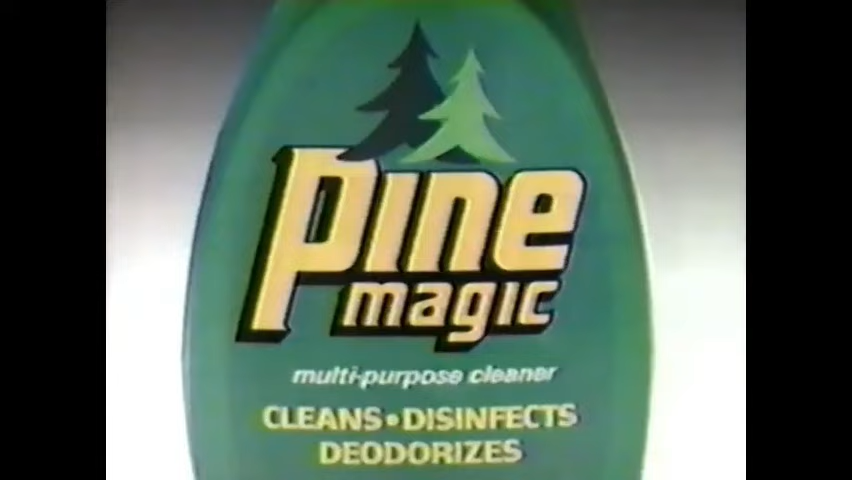 Pine
magic
multi-purpose cleaner
CLEANS • DISINFECTS
DEODORIZES